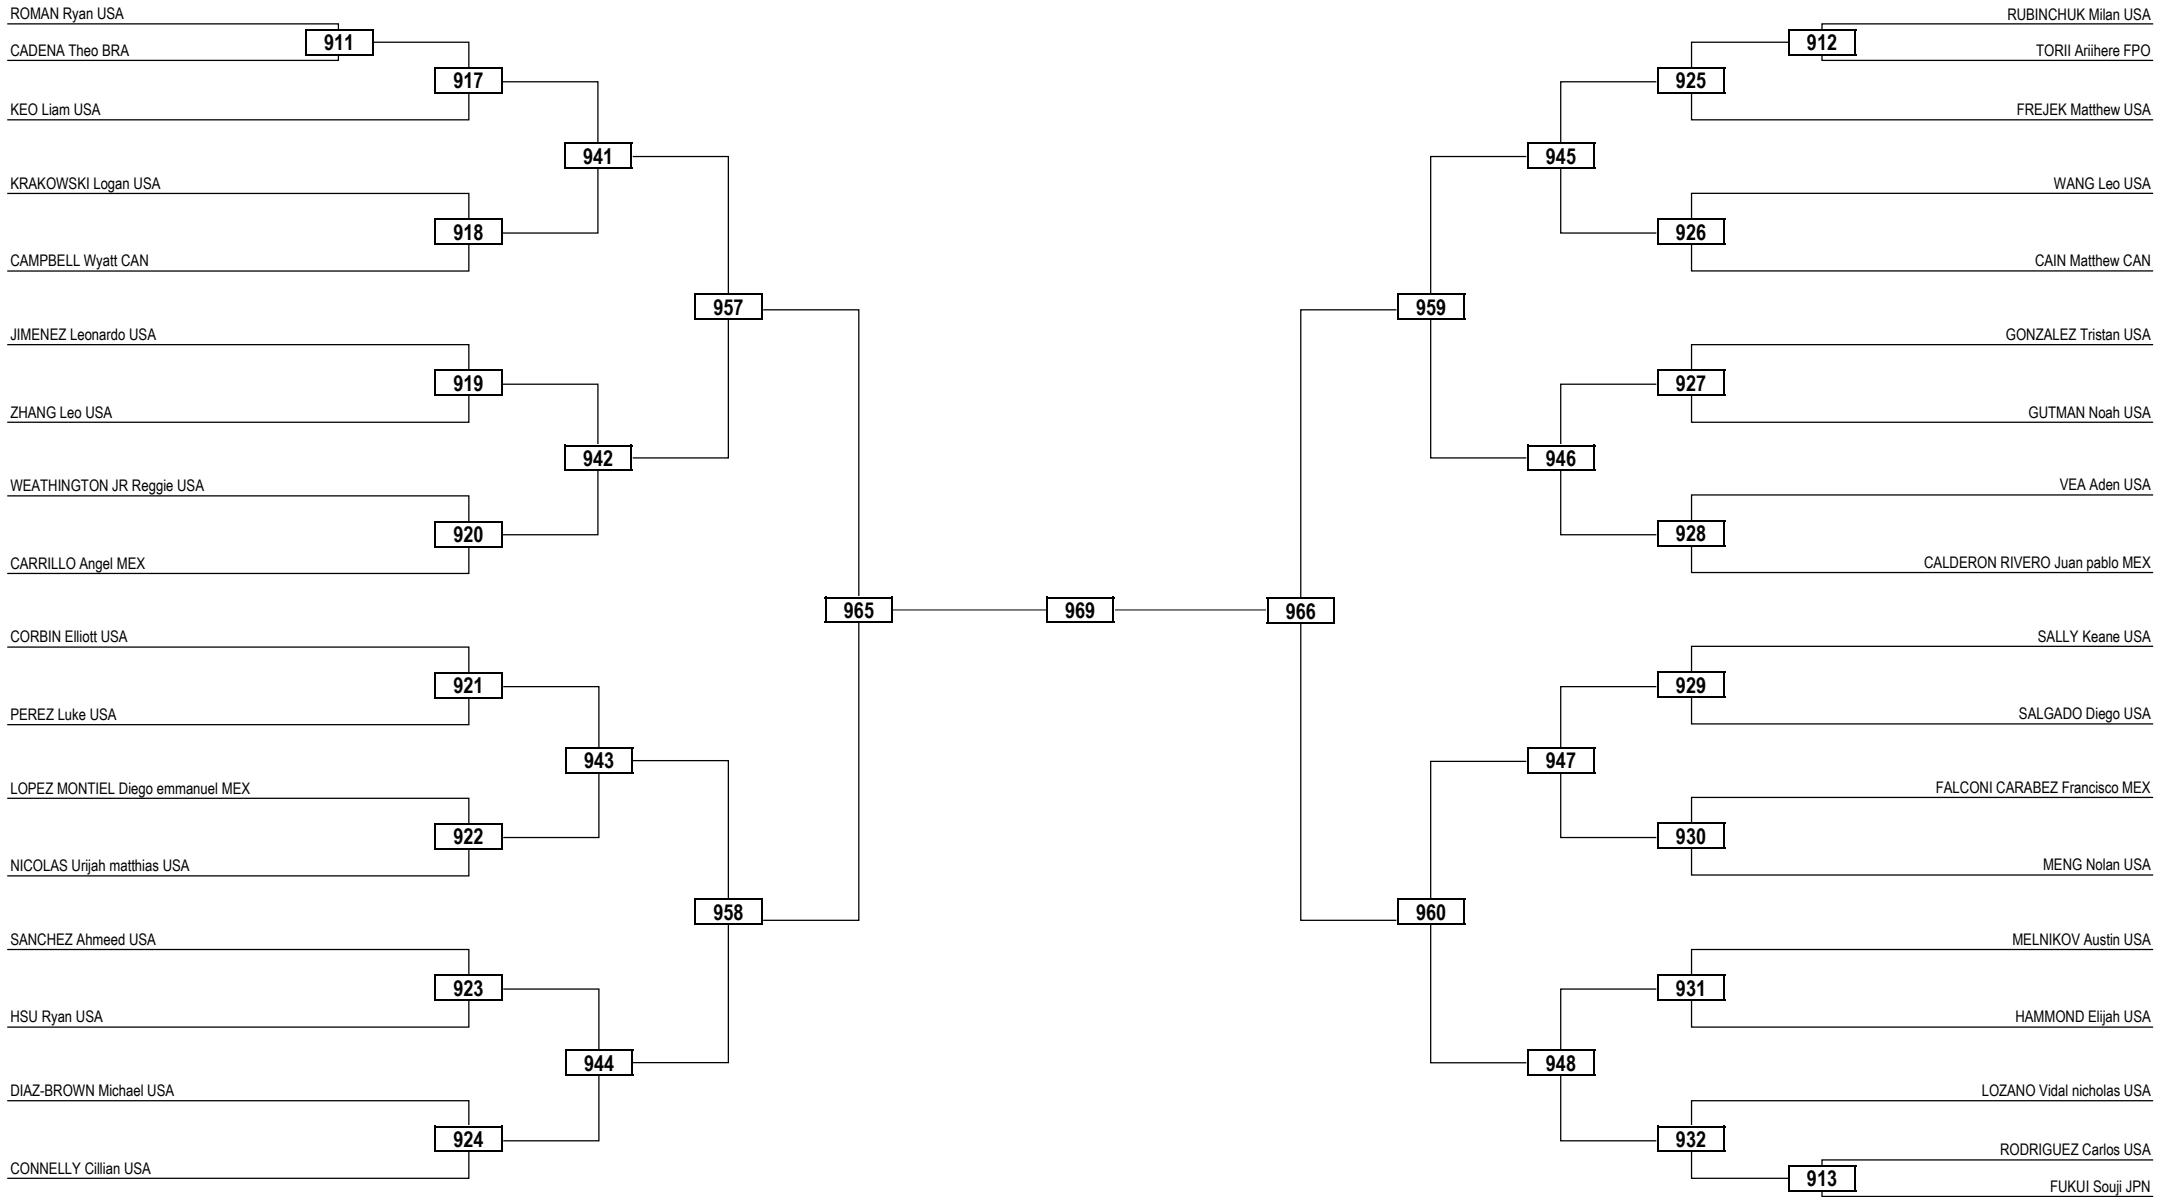 ROMAN Ryan USA
911
CADENA Theo BRA
917
KEO Liam USA
941
KRAKOWSKI Logan USA
918
CAMPBELL Wyatt CAN
957
JIMENEZ Leonardo USA
919
ZHANG Leo USA
942
WEATHINGTON JR Reggie USA
920
CARRILLO Angel MEX
965
CORBIN Elliott USA
921
PEREZ Luke USA
943
LOPEZ MONTIEL Diego emmanuel MEX
922
NICOLAS Urijah matthias USA
958
SANCHEZ Ahmeed USA
923
HSU Ryan USA
944
DIAZ-BROWN Michael USA
924
CONNELLY Cillian USA
969
RUBINCHUK Milan USA
912
TORII Ariihere FPO
925
FREJEK Matthew USA
945
WANG Leo USA
926
CAIN Matthew CAN
959
GONZALEZ Tristan USA
927
GUTMAN Noah USA
946
VEA Aden USA
928
CALDERON RIVERO Juan pablo MEX
966
SALLY Keane USA
929
SALGADO Diego USA
947
FALCONI CARABEZ Francisco MEX
930
MENG Nolan USA
960
MELNIKOV Austin USA
931
HAMMOND Elijah USA
948
LOZANO Vidal nicholas USA
932
RODRIGUEZ Carlos USA
913
FUKUI Souji JPN